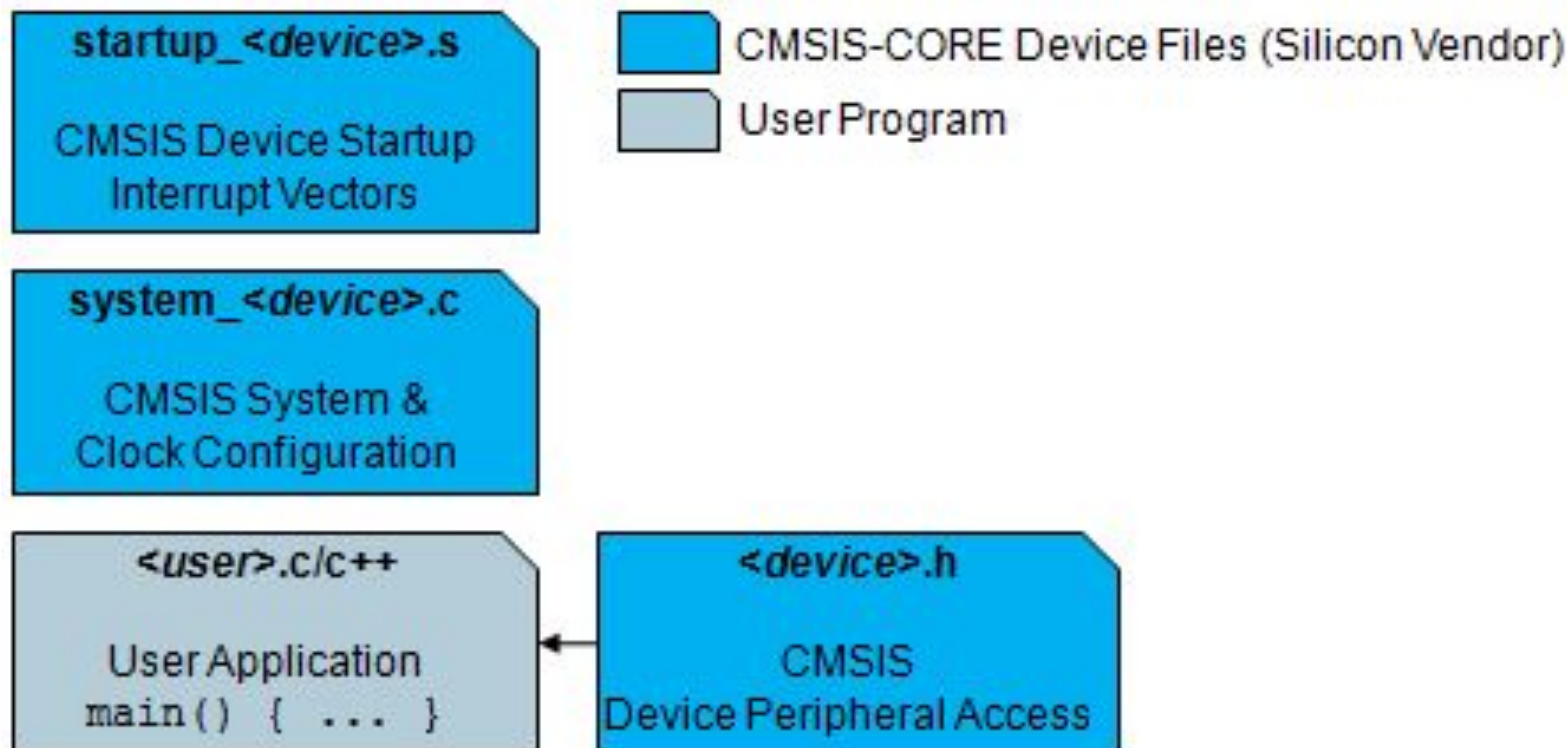 startup_<device>.s
CMSIS Device Startup
Interrupt Vectors
CMSIS-CORE Device Files (Silicon Vendor)
User Program
system_<device>.c
CMSIS System &
Clock Configuration
<user>.c/c++
User Application
main() { ... }
<device>.h
CMSIS
Device Peripheral Access